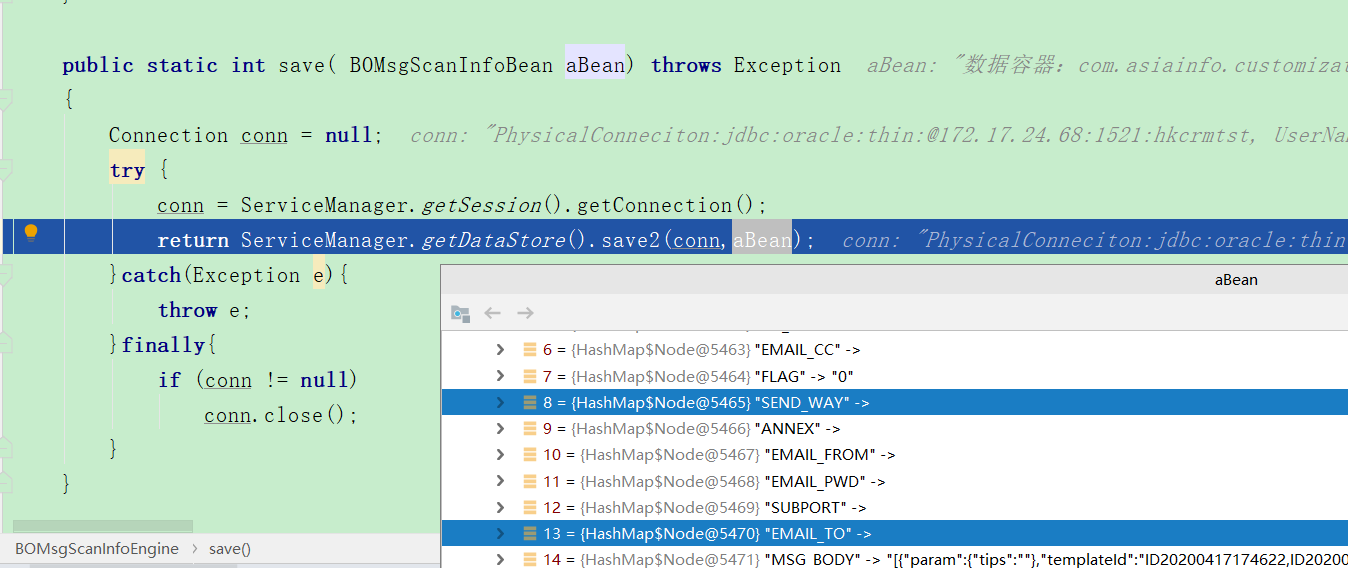 public static int save( BOMsgScanInfoBean aBean) throws Exception aBean: "数据容器: com.asiainfo.customizat
{
Connection conn = null; conn: "PhysicalConneciton:jdbc:oracle:thin:@172.17.24.68:1521:hkcrmtst, UserNa
try {
conn = ServiceManager.getSession().getConnection();
return ServiceManager.getDataStore().save2(conn,aBean); conn: "PhysicalConneciton:jdbc:oracle:thin
}catch(Exception e){
throw e;
}finally{
if (conn != null)
conn.close();
}
}
BOMsgScanInfoEngine > save()
aBean
6 = {HashMap$Node@5463} "EMAIL_CC" ->
7 = {HashMap$Node@5464} "FLAG" -> "0"
8 = {HashMap$Node@5465} "SEND_WAY" ->
9 = {HashMap$Node@5466} "ANNEX" ->
10 = {HashMap$Node@5467} "EMAIL_FROM" ->
11 = {HashMap$Node@5468} "EMAIL_PWD" ->
12 = {HashMap$Node@5469} "SUBPORT" ->
13 = {HashMap$Node@5470} "EMAIL_TO" ->
14 = {HashMap$Node@5471} "MSG_BODY" -> "[{"param":{"tips":""},"templateId":"ID20200417174622,ID20200